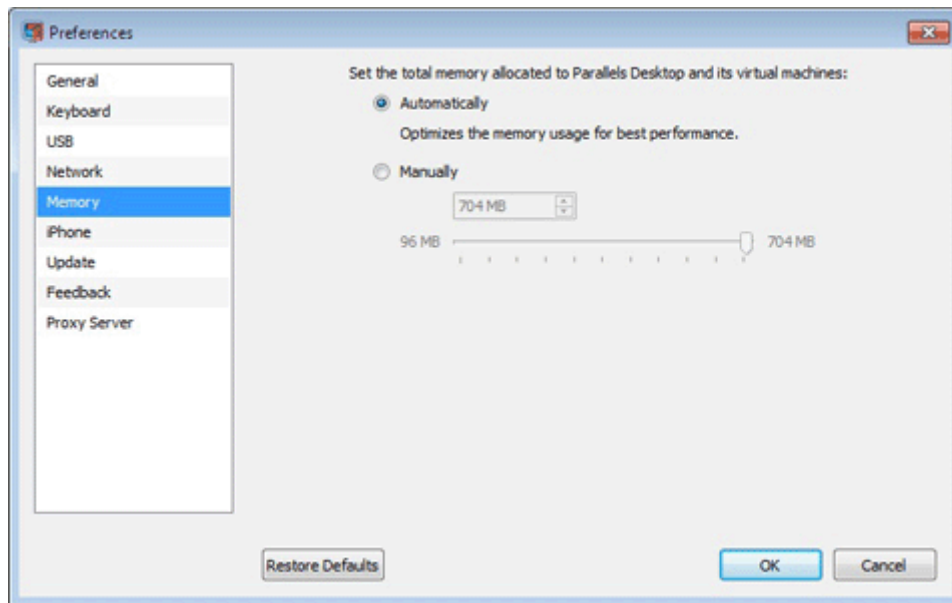 Preferences
General
Keyboard
USB
Network
Memory
iPhone
Update
Feedback
Proxy Server
Set the total memory allocated to Parallels Desktop and its virtual machines:
Automatically
Optimizes the memory usage for best performance.
Manually
704 MB
96 MB 704 MB
Restore Defaults OK Cancel